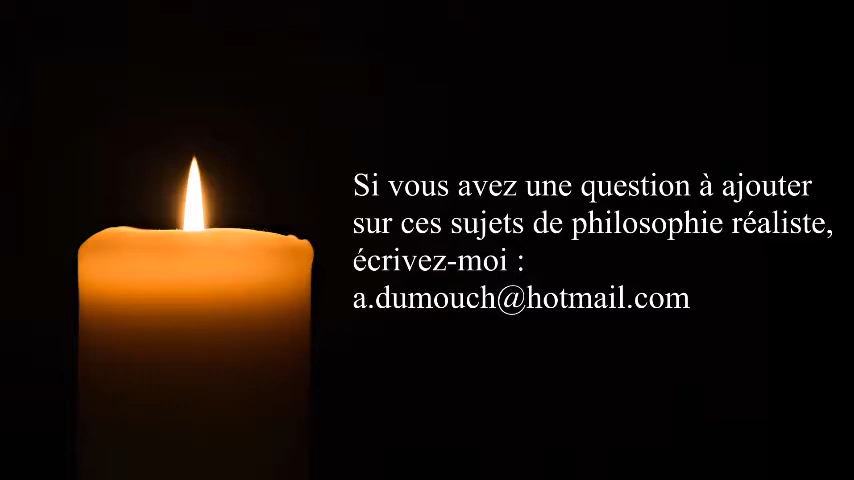 Si vous avez une question à ajouter
sur ces sujets de philosophie réaliste,
écrivez-moi :
a.dumouch@hotmail.com